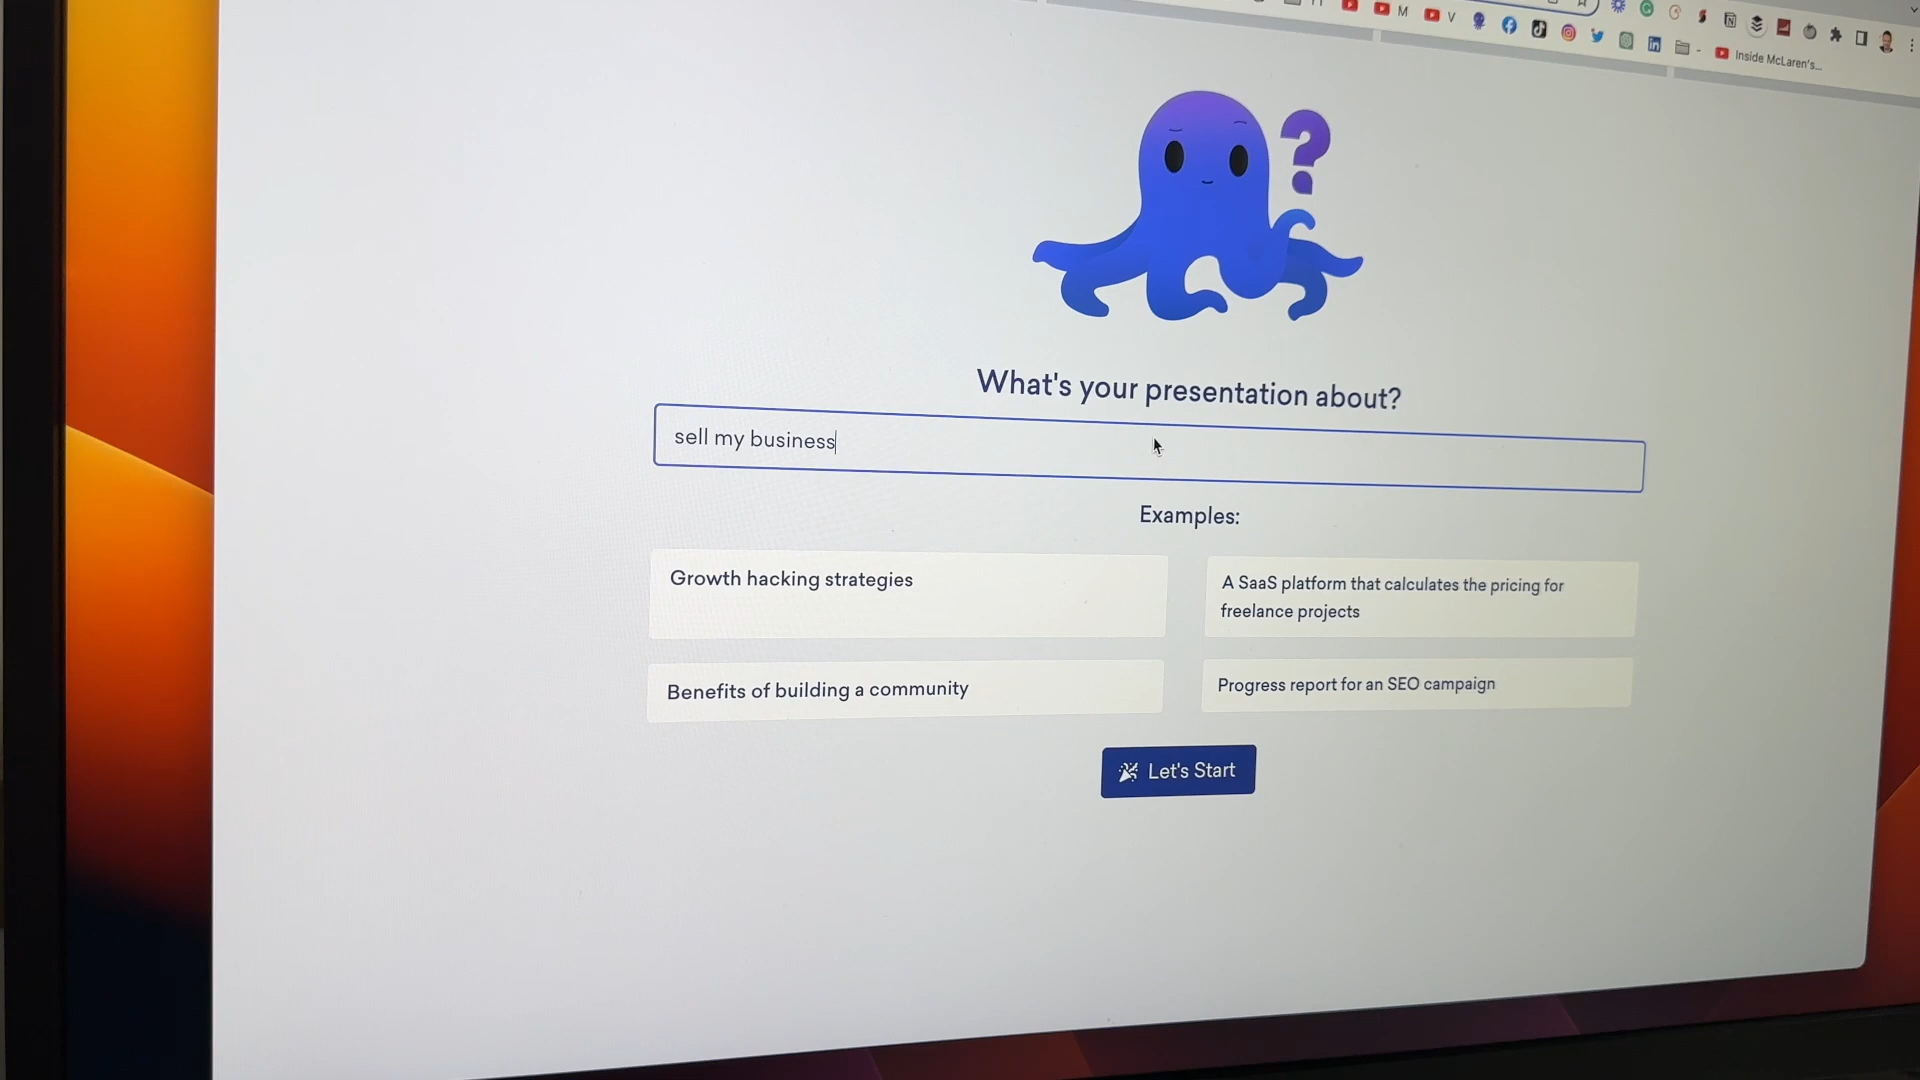 M
V
Inside McLaren's...
?
What's your presentation about?
sell my business
Examples:
Growth hacking strategies
A SaaS platform that calculates the pricing for
freelance projects
Benefits of building a community
Progress report for an SEO campaign
Let's Start